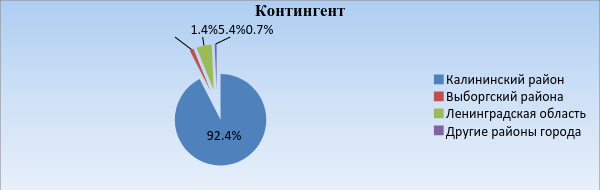 Контингент
1.4%5.4%0.7%
92.4%
Калининский район
Выборгский района
Ленинградская область
Другие районы города